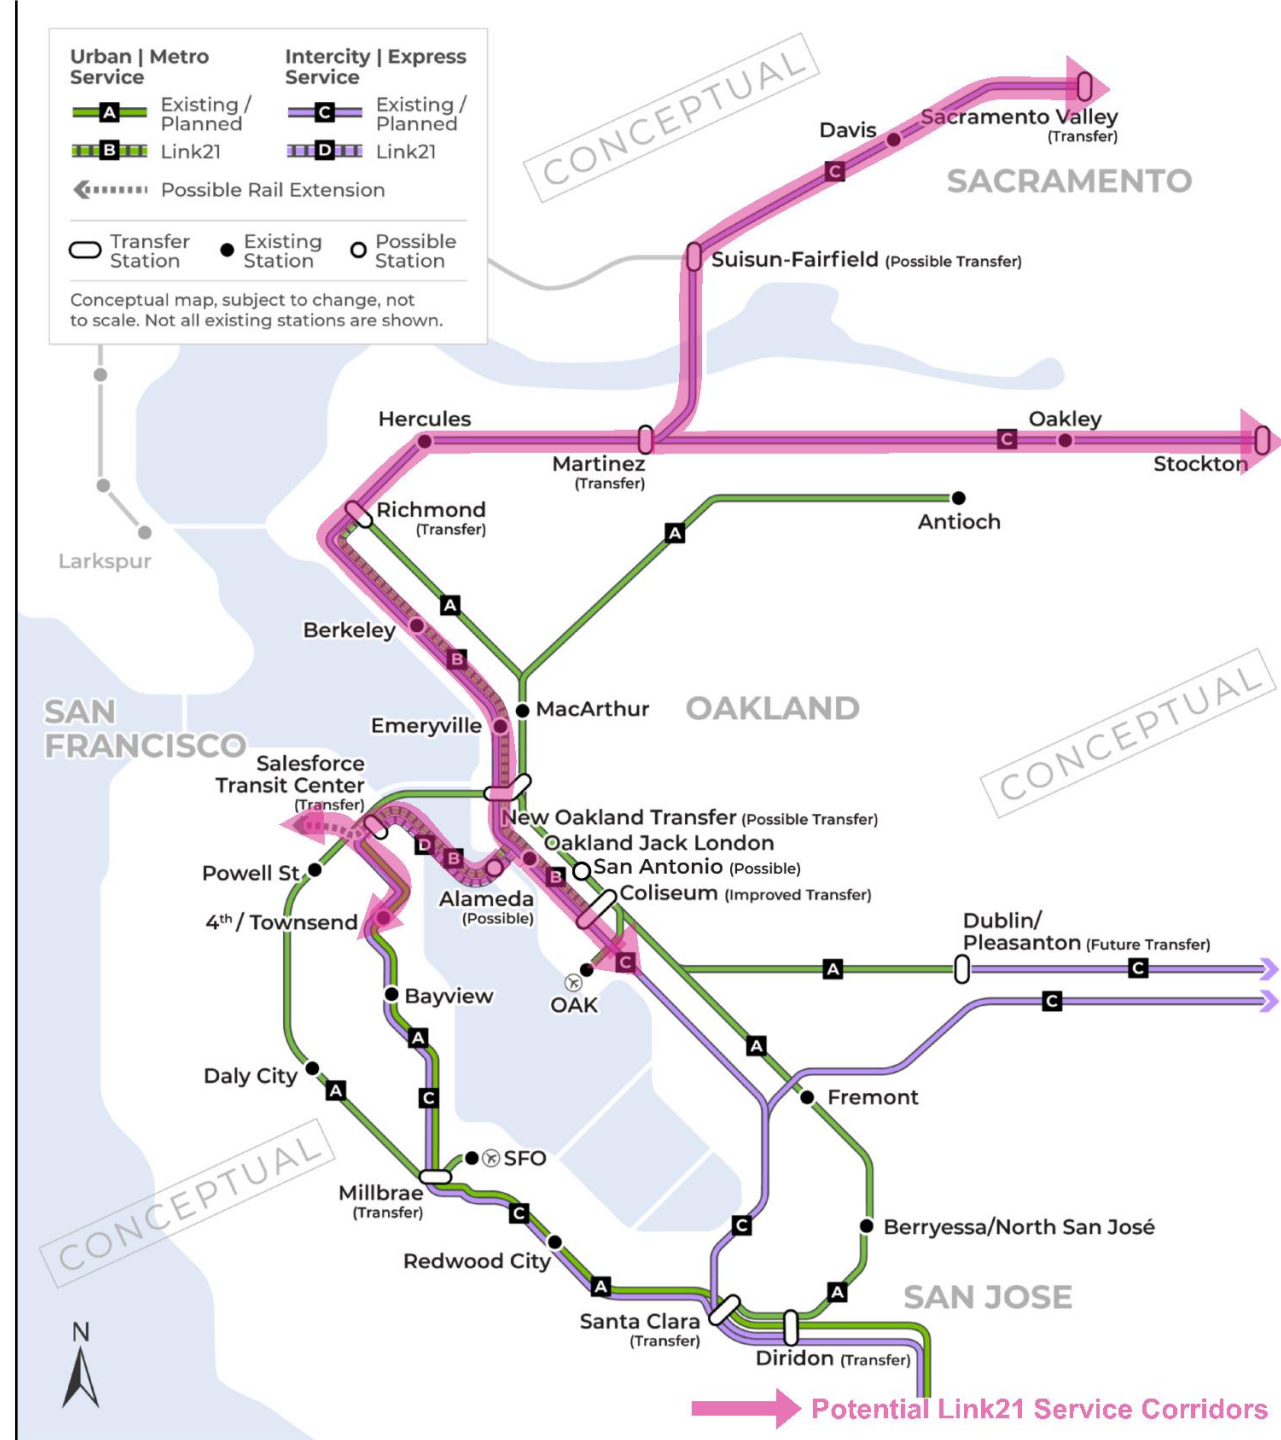 Urban | Metro
Service
Intercity | Express
Service
A
Existing /
Planned
C
Existing /
Planned
B
Link21
D
Link21
Possible Rail Extension
Transfer
Station
Existing
Station
Possible
Station
Conceptual map, subject to change, not
to scale. Not all existing stations are shown.
CONCEPTUAL
Sacramento Valley
(Transfer)
Davis
C
SACRAMENTO
Suisun-Fairfield (Possible Transfer)
Hercules
Oakley
C
Martinez
(Transfer)
Stockton
Richmond
(Transfer)
Antioch
A
Larkspur
A
Berkeley
B
CONCEPTUAL
SAN
FRANCISCO
MacArthur
OAKLAND
Emeryville
Salesforce
Transit Center
(Transfer)
New Oakland Transfer (Possible Transfer)
D
B
Oakland Jack London
San Antonio (Possible)
Powell St
B
Alameda
(Possible)
Coliseum (Improved Transfer)
4th / Townsend
Dublin/
Pleasanton (Future Transfer)
C
A
C
OAK
Bayview
C
A
A
Daly City
A
C
Fremont
CONCEPTUAL
SFO
Millbrae
(Transfer)
C
C
Berryessa/North San José
Redwood City
A
A
SAN JOSE
Santa Clara
(Transfer)
Diridon (Transfer)
N
Potential Link21 Service Corridors